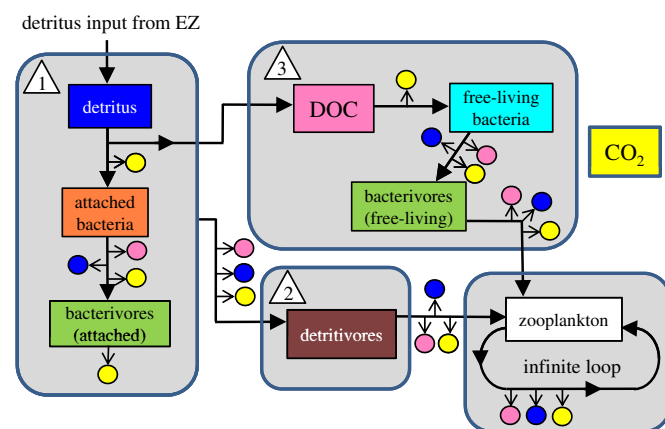 detritus input from EZ
1
detritus
attached
bacteria
bacterivores
(attached)
3
DOC
free-living
bacteria
bacterivores
(free-living)
CO₂
2
detritivores
zooplankton
infinite loop